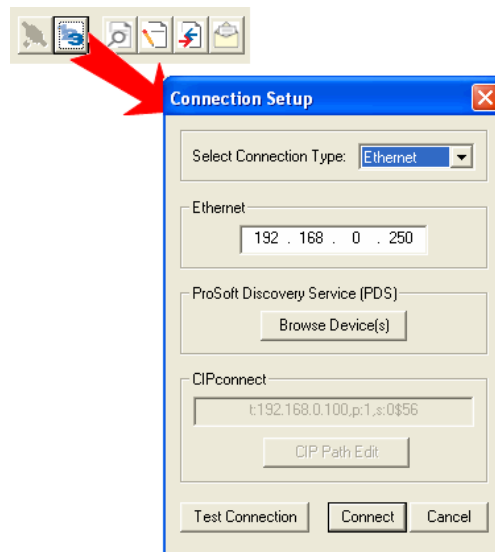 Connection Setup
Select Connection Type: Ethernet
Ethernet
192 . 168 . 0 . 250
ProSoft Discovery Service (PDS)
Browse Device(s)
CIPconnect
t:192.168.0.100,p:1,s:0$56
CIP Path Edit
Test Connection Connect Cancel